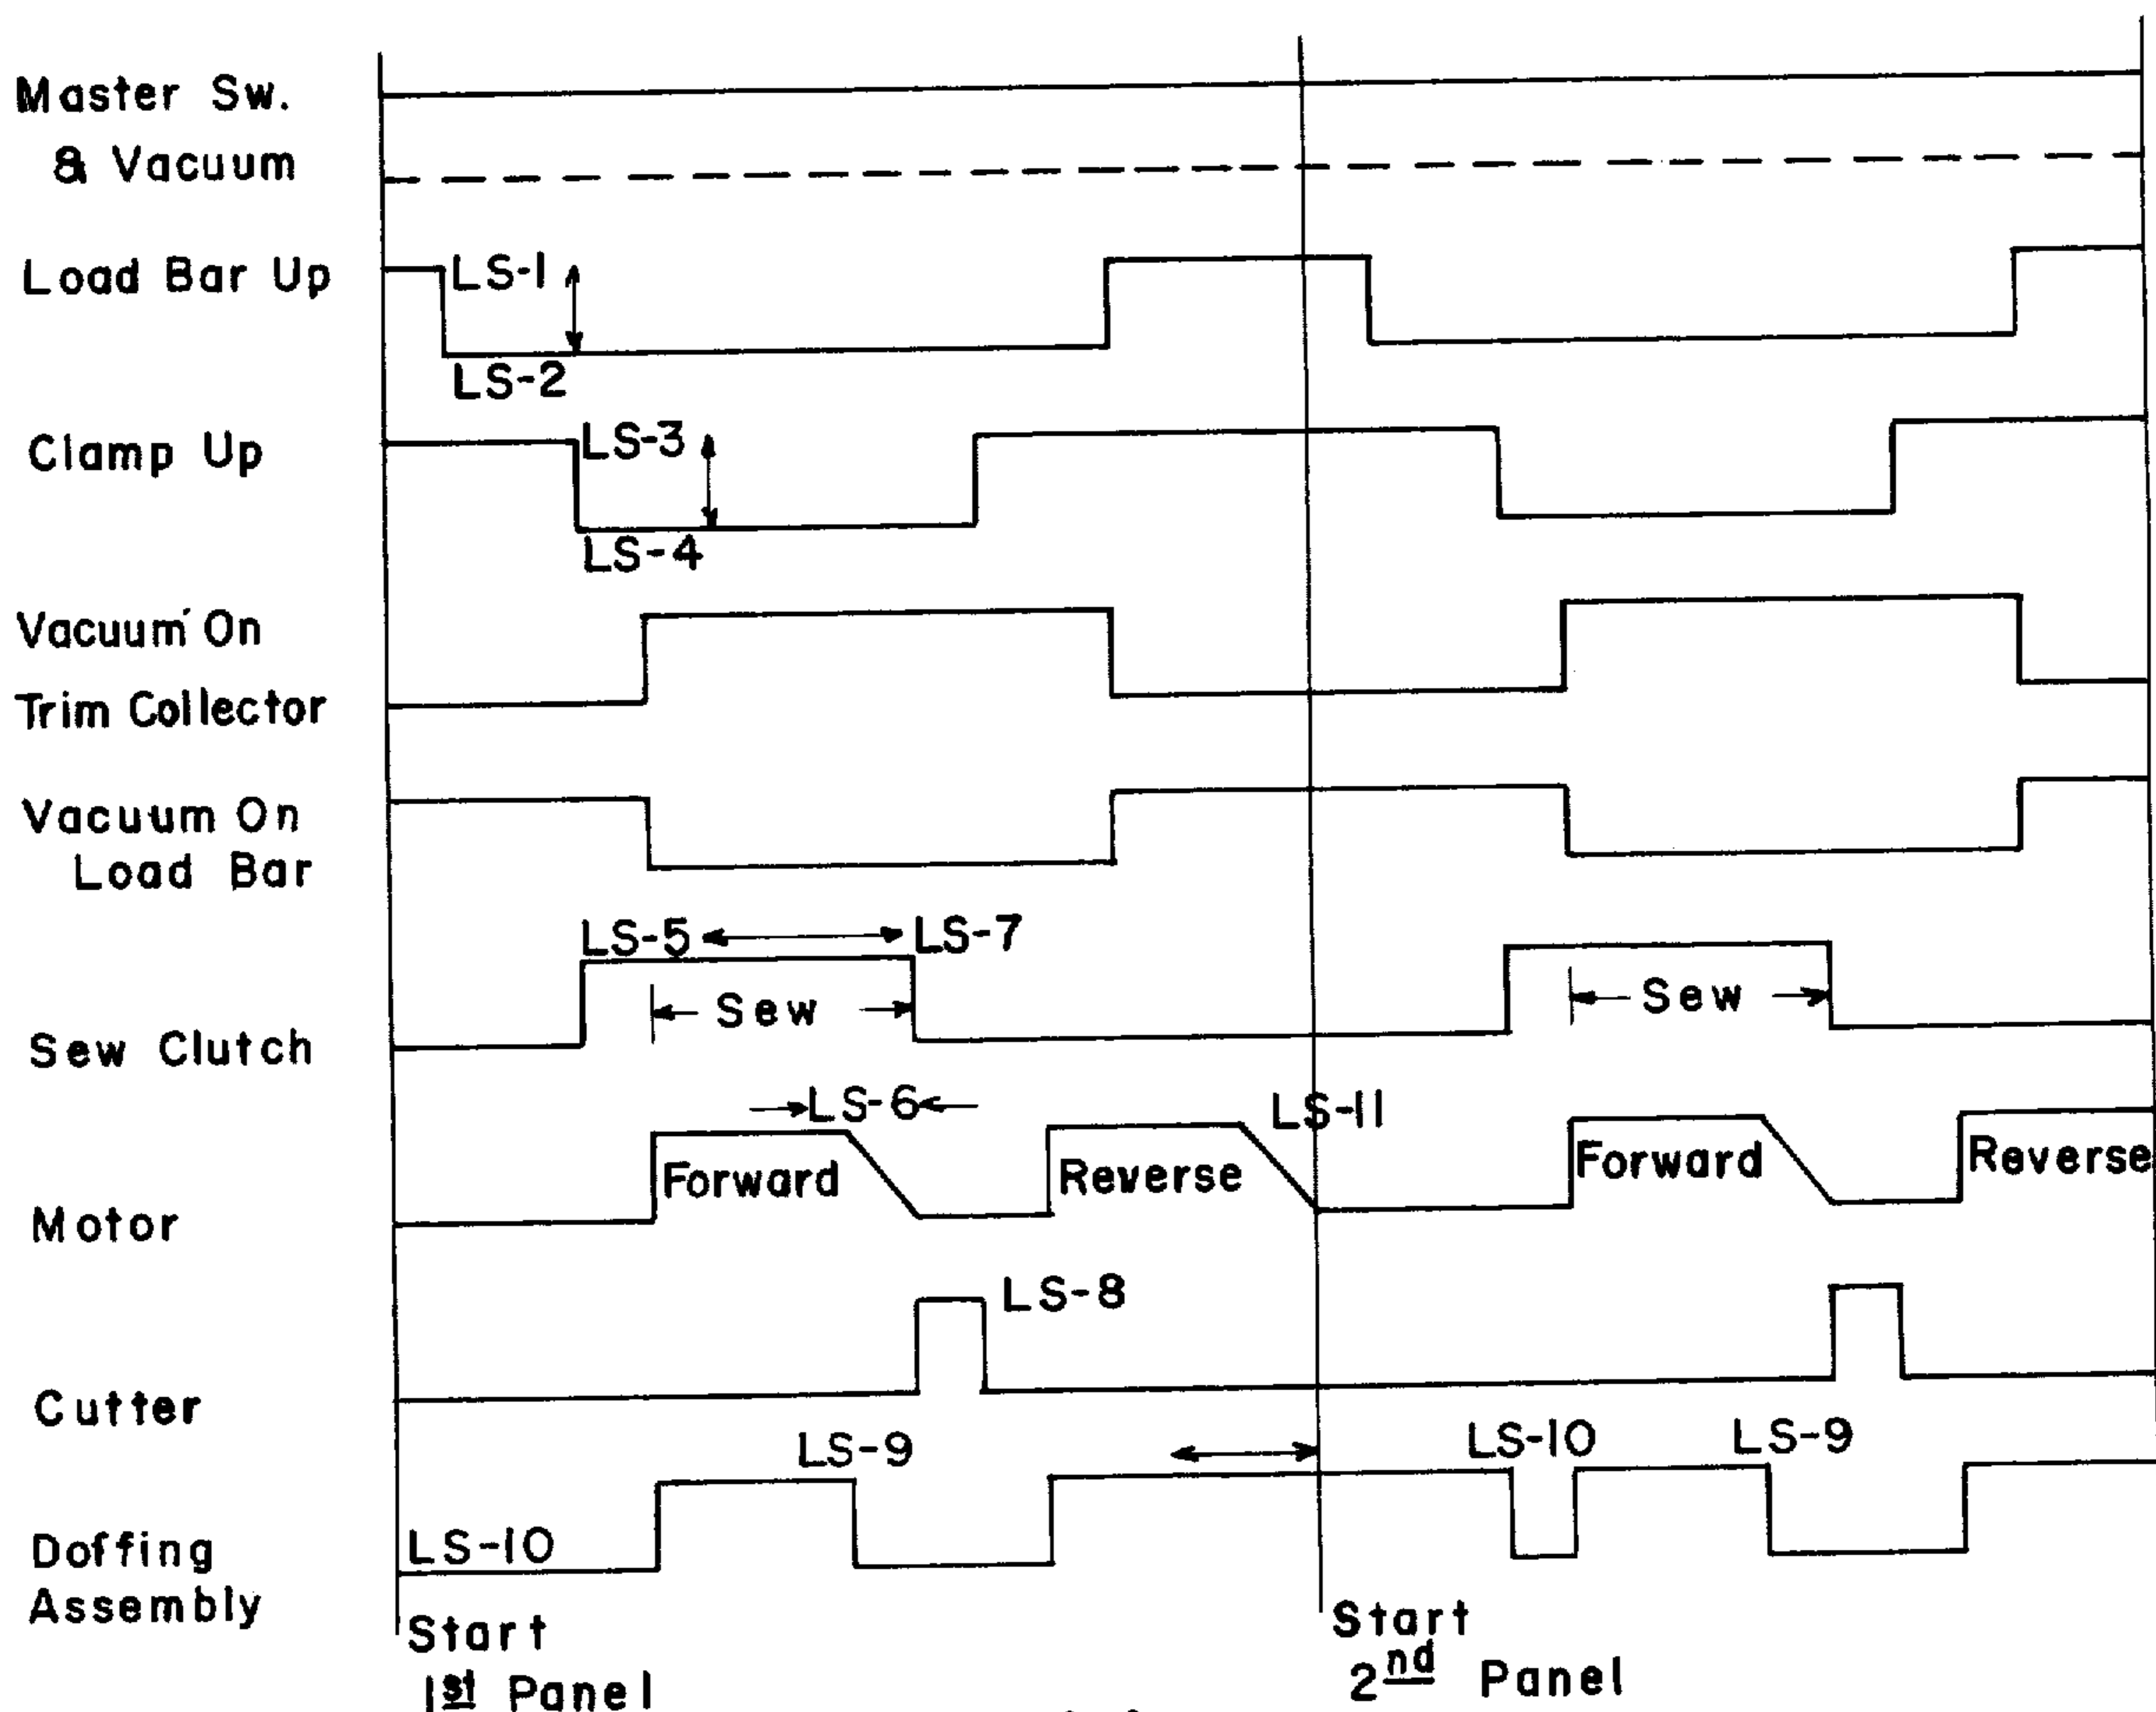 Master Sw.
& Vacuum
Load Bar Up
LS-1
LS-2
Clamp Up
LS-3
LS-4
Vacuum On
Trim Collector
Vacuum On
Load Bar
LS-5
LS-7
Sew
Sew
Sew Clutch
LS-6
LS-11
Forward
Reverse
Forward
Reverse
Motor
LS-8
Cutter
LS-9
LS-10
LS-9
LS-10
Doffing
Assembly
Start
1st Panel
Start
2nd Panel